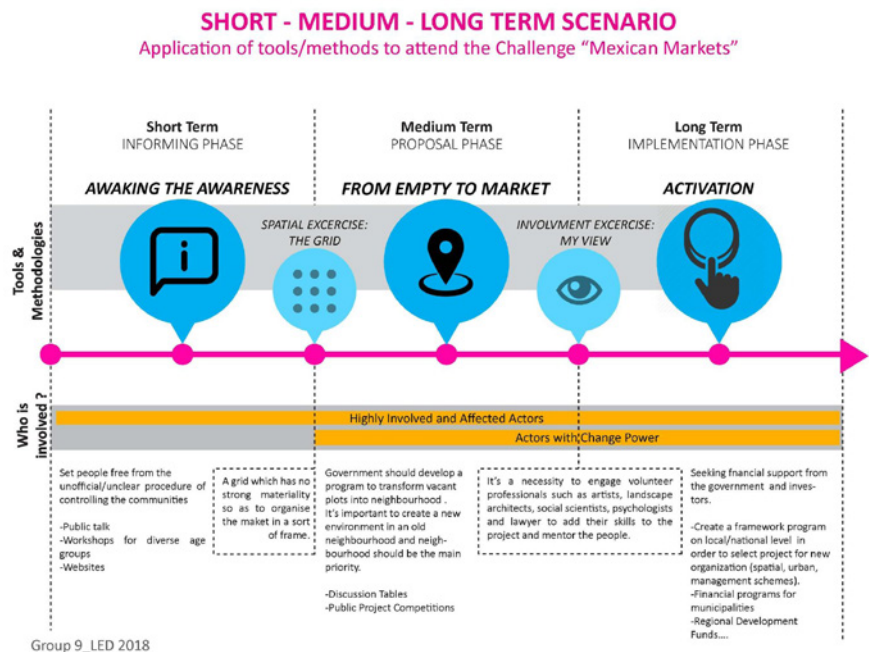 SHORT - MEDIUM - LONG TERM SCENARIO
Application of tools/methods to attend the Challenge “Mexican Markets”
Short Term
INFORMING PHASE
Medium Term
PROPOSAL PHASE
Long Term
IMPLEMENTATION PHASE
AWAKING THE AWARENESS
FROM EMPTY TO MARKET
ACTIVATION
Tools &
Methodologies
SPATIAL EXCERCISE:
THE GRID
INVOLVMENT EXCERCISE:
MY VIEW
i
Who is
involved ?
Highly Involved and Affected Actors
Actors with Change Power
Set people free from the
unofficial/unclear procedure of
controlling the communities
-Public talk
-Workshops for diverse age
groups
-Websites
A grid which has no
strong materiality
so as to organise
the maket in a sort
of frame.
Government should develop a
program to transform vacant
plots into neighbourhood .
It's important to create a new
environment in an old
neighbourhood and neigh-
bourhood should be the main
priority.
-Discussion Tables
-Public Project Competitions
It's a necessity to engage volunteer
professionals such as artists, landscape
architects, social scientists, psychologists
and lawyer to add their skills to the
project and mentor the people.
Seeking fnancial support from
the government and inves-
tors.
-Create a framework program
on local/national level in
order to select project for new
organization (spatial, urban,
management schemes).
-Financial programs for
municipalities
-Regional Development
Funds....
Group 9_LED 2018